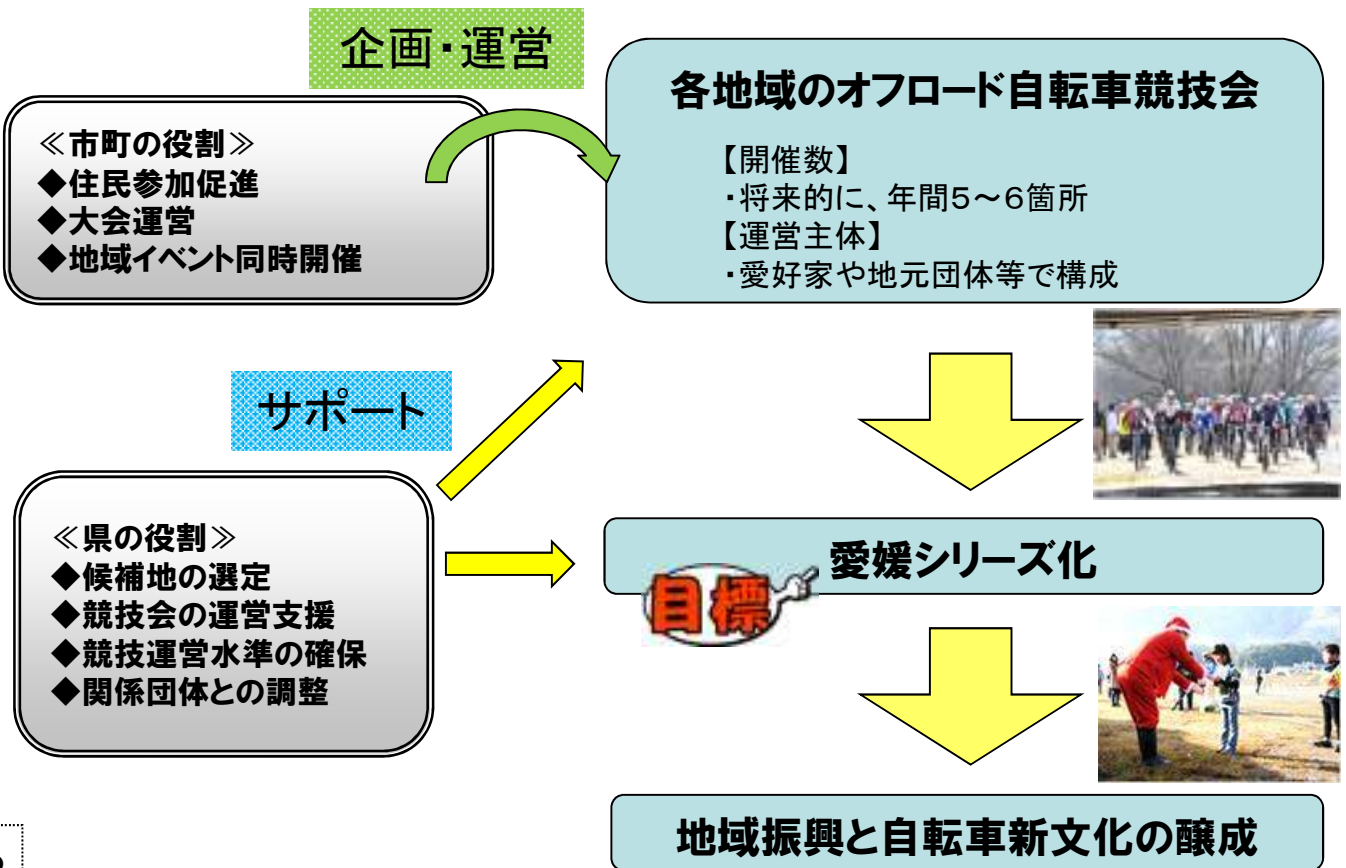 企画・運営
≪市町の役割≫
◆住民参加促進
◆大会運営
◆地域イベント同時開催
各地域のオフロード自転車競技会
【開催数】
・将来的に、年間5～6箇所
【運営主体】
・愛好家や地元団体等で構成
サポート
≪県の役割≫
◆候補地の選定
◆競技会の運営支援
◆競技運営水準の確保
◆関係団体との調整
愛媛シリーズ化
目標
地域振興と自転車新文化の醸成